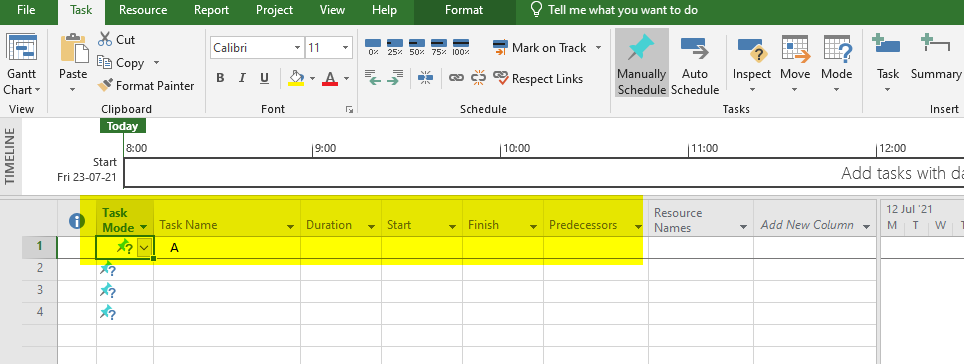 File Task Resource Report Project View Help Format Tell me what you want to do
Gantt
Chart
View
Paste
Cut
Copy
Format Painter
Clipboard
Calibri 11
B I U A
Font
0% 25% 50% 75% 100%
Mark on Track
Respect Links
Schedule
Manually
Schedule
Auto
Schedule
Inspect
Move
Mode
Tasks
Task
Summary
Insert
TIMELINE
Today
8:00 9:00 10:00 11:00 12:00
Start
Fri 23-07-21
Add tasks with da
Task
Mode
Task Name
Duration
Start
Finish
Predecessors
Resource
Names
Add New Column
12 Jul '21
M T W T
1 ? A
2 ?
3 ?
4 ?